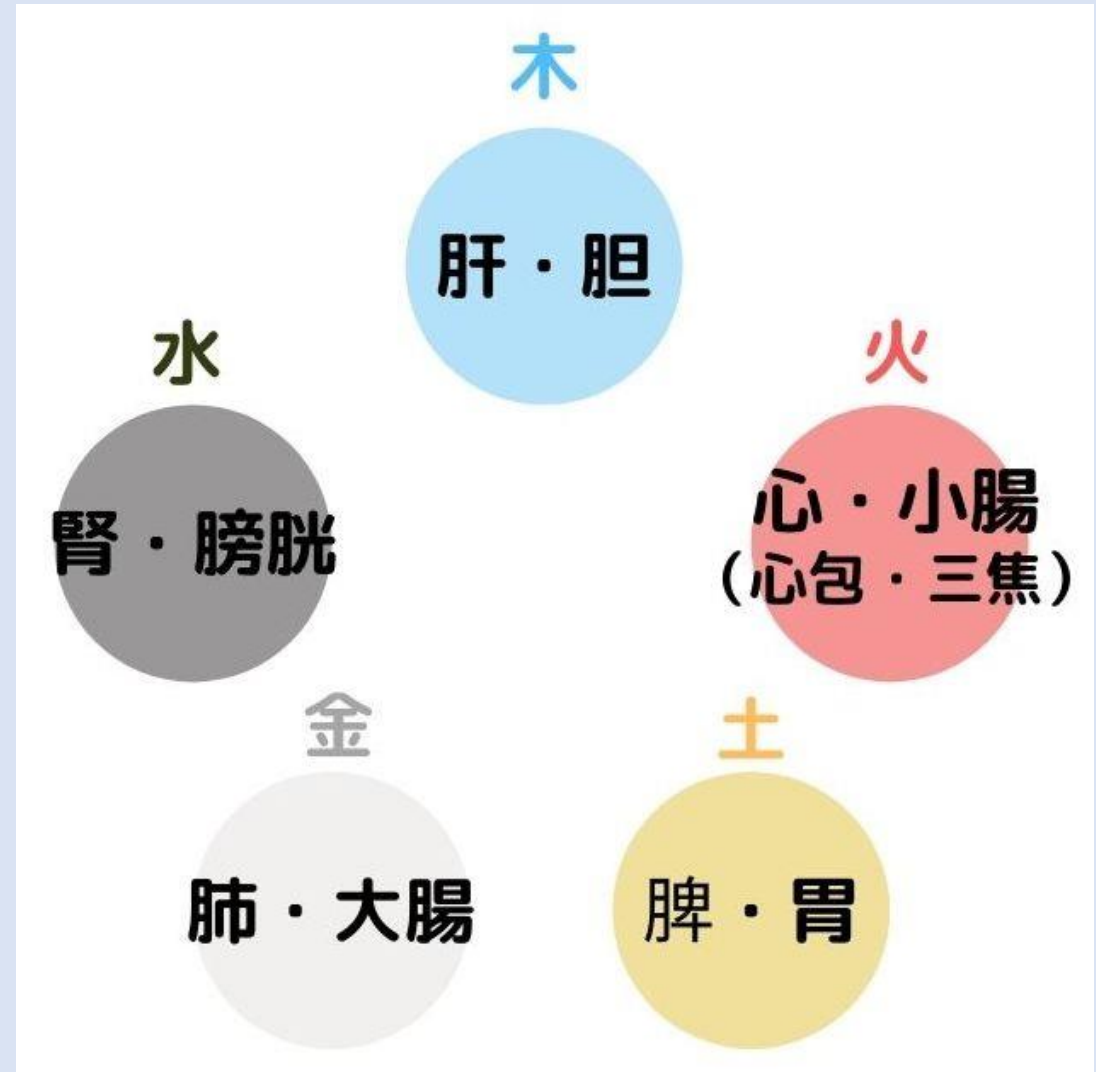 木
肝・胆
水
火
腎・膀胱
心・小腸
(心包・三焦)
金
土
肺・大腸
脾・胃